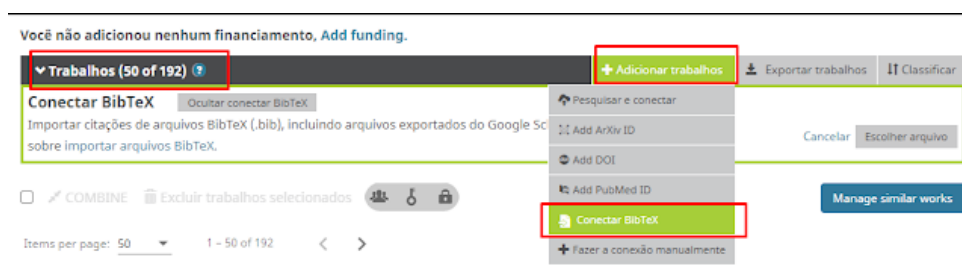 Você não adicionou nenhum financiamento, Add funding.
Trabalhos (50 of 192) ?
+ Adicionar trabalhos
Exportar trabalhos
Classificar
Conectar BibTeX
Ocultar conectar BibTeX
Importar citações de arquivos BibTeX (.bib), incluindo arquivos exportados do Google Sc
sobre importar arquivos BibTeX.
Cancelar
Escolher arquivo
Pesquisar e conectar
Add ArXiv ID
Add DOI
Add PubMed ID
Conectar BibTeX
+ Fazer a conexão manualmente
COMBINE
Excluir trabalhos selecionados
Manage similar works
Items per page: 50
1 – 50 of 192